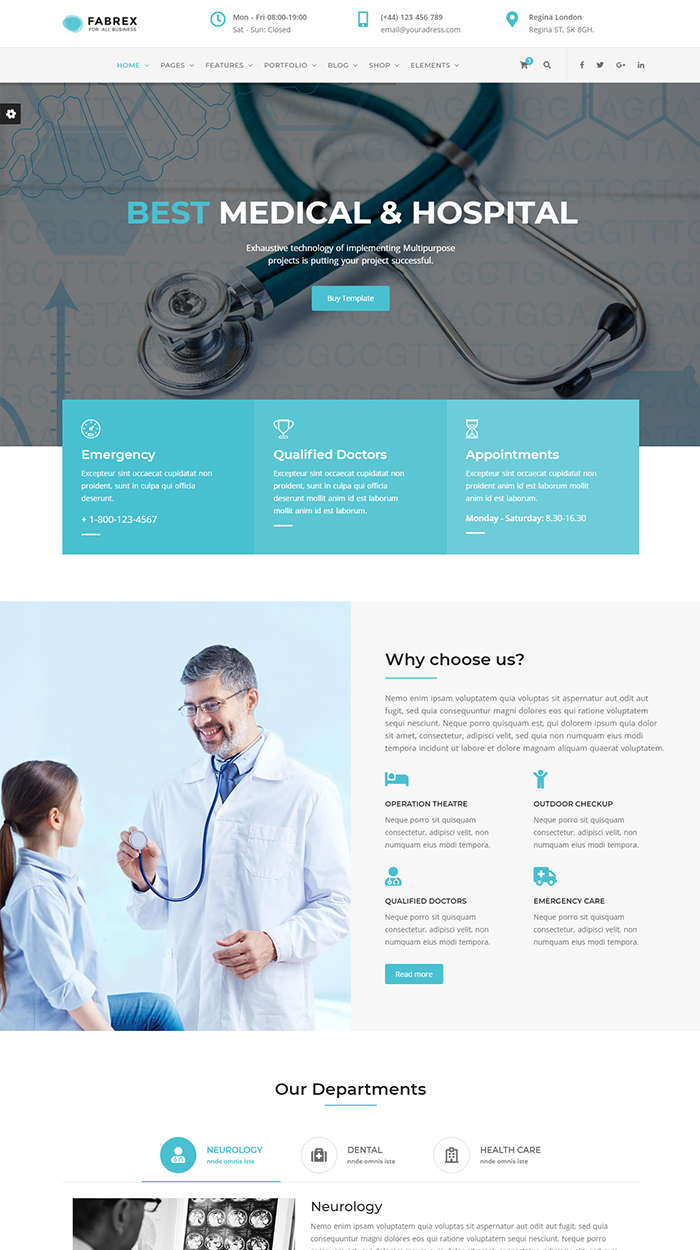 FABREX
FOR ALL BUSINESS
Mon - Fri 08:00-19:00
Sat - Sun: Closed
(+44) 123 456 789
email@youradress.com
Regina London
Regina ST, SK 8GH.
HOME PAGES FEATURES PORTFOLIO BLOG SHOP ELEMENTS
3
BEST MEDICAL & HOSPITAL
Exhaustive technology of implementing Multipurpose
projects is putting your project successful.
Buy Template
Emergency
Excepteur sint occaecat cupidatat non
proident, sunt in culpa qui officia
deserunt.
+ 1-800-123-4567
Qualified Doctors
Excepteur sint occaecat cupidatat non
proident, sunt in culpa qui officia
deserunt mollit anim id est laborum
mollit anim id est laborum.
Appointments
Excepteur sint occaecat cupidatat non
proident anim id est laborum mollit
anim id est laborum.
Monday - Saturday: 8.30-16.30
Why choose us?
Nemo enim ipsam voluptatem quia voluptas sit aspernatur aut odit aut
fugit, sed quia consequuntur magni dolores eos qui ratione voluptatem
sequi nesciunt. Neque porro quisquam est, qui dolorem ipsum quia dolor
sit amet, consectetur, adipisci velit, sed quia non numquam eius modi
tempora incidunt ut labore et dolore magnam aliquam quaerat voluptatem.
OPERATION THEATRE
Neque porro sit quisquam
consectetur, adipisci velit, non
numquam eius modi tempora.
OUTDOOR CHECKUP
Neque porro sit quisquam
consectetur, adipisci velit, non
numquam eius modi tempora.
QUALIFIED DOCTORS
Neque porro sit quisquam
consectetur, adipisci velit, non
numquam eius modi tempora.
EMERGENCY CARE
Neque porro sit quisquam
consectetur, adipisci velit, non
numquam eius modi tempora.
Read more
Our Departments
NEUROLOGY
nnde omnis iste
DENTAL
nnde omnis iste
HEALTH CARE
nnde omnis iste
Neurology
Nemo enim ipsam voluptatem quia voluptas sit aspernatur aut odit aut fugit, sed quia
consequuntur magni dolores eos qui ratione voluptatem sequi nesciunt. Neque porro